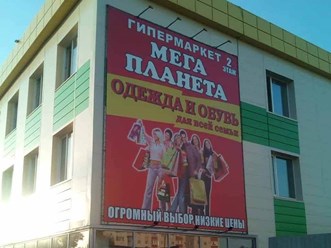 ГИПЕРМАРКЕТ 2 ЭТАЖ
МЕГА
ПЛАНЕТА
ОДЕЖДА И ОБУВЬ
для всей семьи
ОГРОМНЫЙ ВЫБОР, НИЗКИЕ ЦЕНЫ